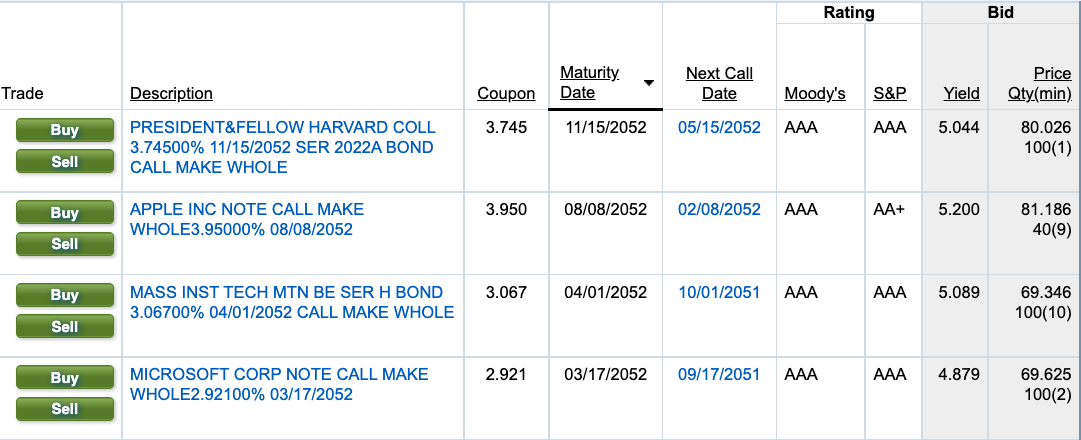 Rating Bid
Trade Description Coupon Maturity Date Next Call Date Moody's S&P Yield Price Qty(min)
Buy PRESIDENT&FELLOW HARVARD COLL 3.745 11/15/2052 05/15/2052 AAA AAA 5.044 80.026
3.74500% 11/15/2052 SER 2022A BOND 100(1)
Sell CALL MAKE WHOLE
Buy APPLE INC NOTE CALL MAKE 3.950 08/08/2052 02/08/2052 AAA AA+ 5.200 81.186
Sell WHOLE3.95000% 08/08/2052 40(9)
Buy MASS INST TECH MTN BE SER H BOND 3.067 04/01/2052 10/01/2051 AAA AAA 5.089 69.346
Sell 3.06700% 04/01/2052 CALL MAKE WHOLE 100(10)
Buy MICROSOFT CORP NOTE CALL MAKE 2.921 03/17/2052 09/17/2051 AAA AAA 4.879 69.625
Sell WHOLE2.92100% 03/17/2052 100(2)